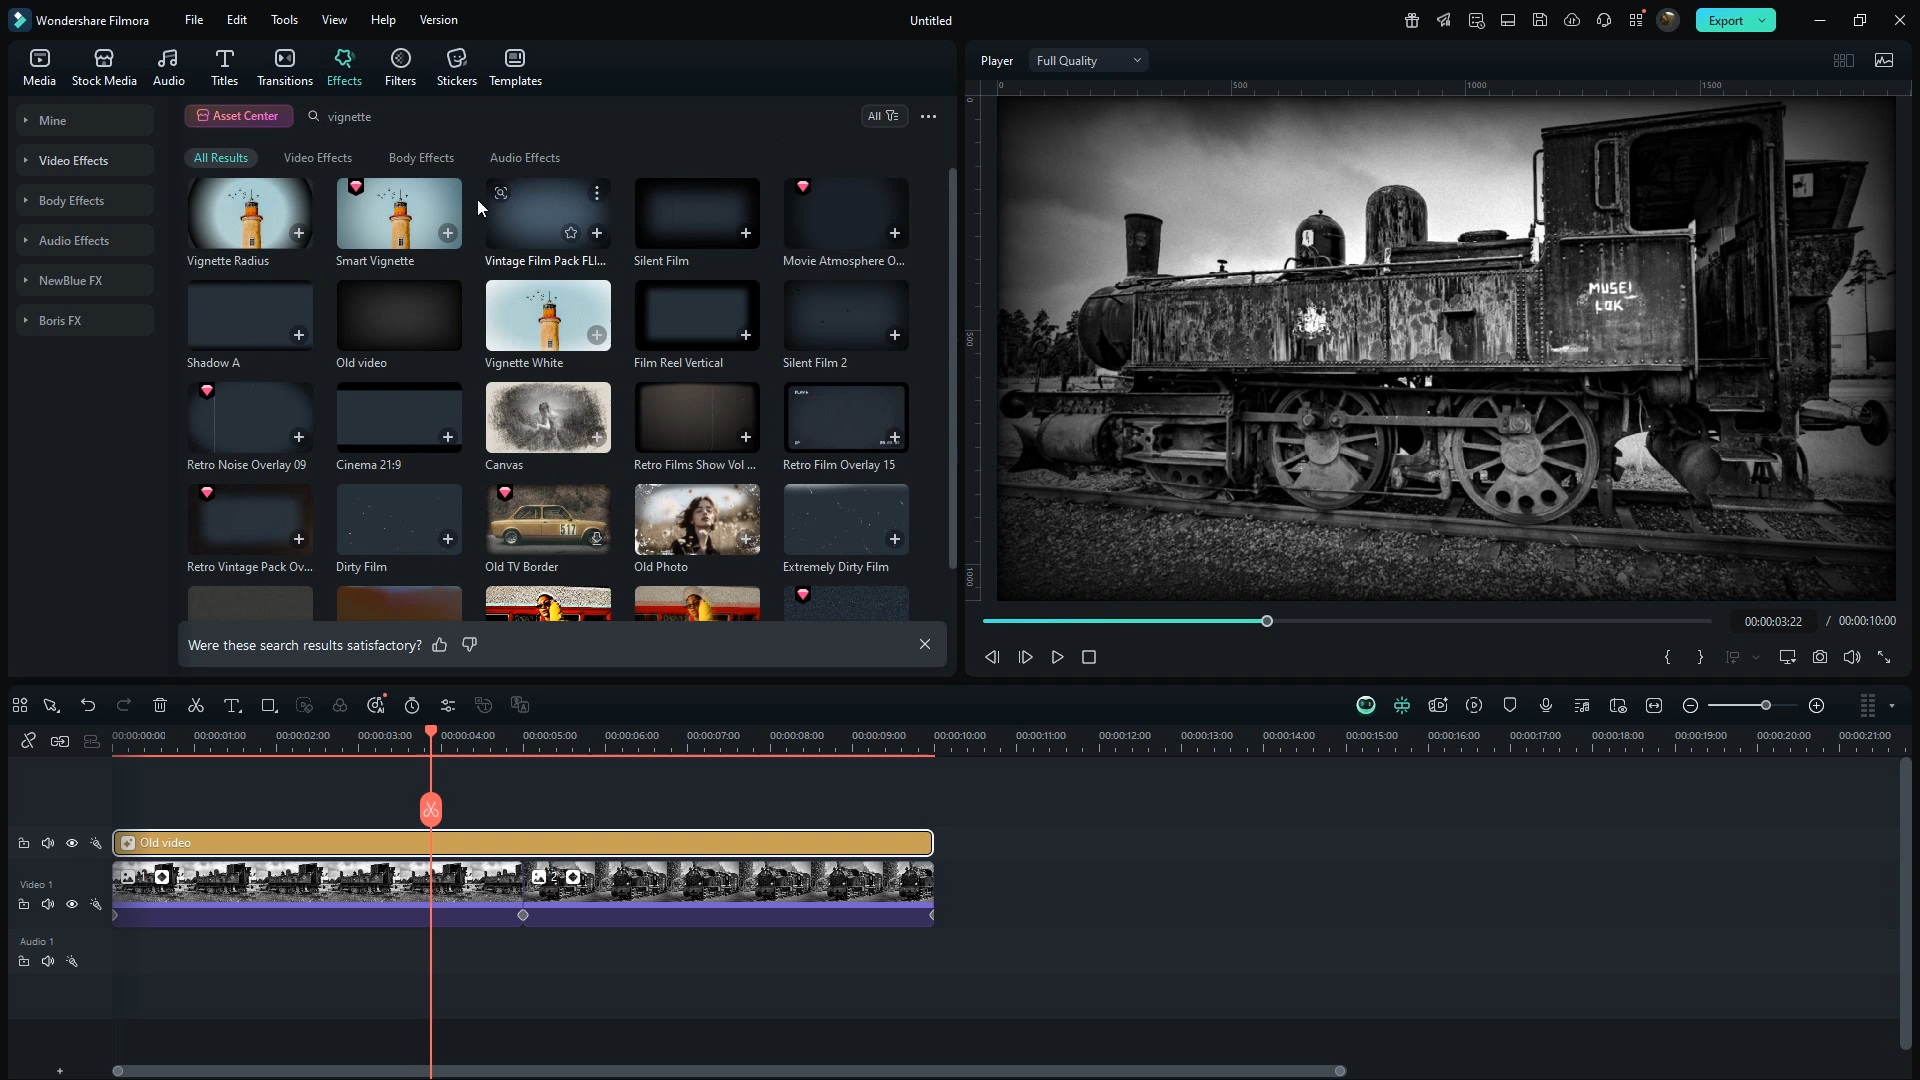 Wondershare Filmora
File
Edit
Tools
View
Help
Version
Untitled
Export
Media
Stock Media
Audio
Titles
Transitions
Effects
Filters
Stickers
Templates
Player
Full Quality
0
500
1000
1500
Mine
Video Effects
Body Effects
Audio Effects
NewBlue FX
Boris FX
Asset Center
vignette
All
All Results
Video Effects
Body Effects
Audio Effects
Vignette Radius
Smart Vignette
Vintage Film Pack FLI...
Silent Film
Movie Atmosphere O...
Shadow A
Old video
Vignette White
Film Reel Vertical
Silent Film 2
Retro Noise Overlay 09
Cinema 21:9
Canvas
Retro Films Show Vol ...
Retro Film Overlay 15
Retro Vintage Pack Ov...
Dirty Film
517
Old TV Border
Old Photo
Extremely Dirty Film
Were these search results satisfactory?
0
500
1000
MUSEI
LOK
00:00:03:22 / 00:00:10:00
00:00:00:00
00:00:01:00
00:00:02:00
00:00:03:00
00:00:04:00
00:00:05:00
00:00:06:00
00:00:07:00
00:00:08:00
00:00:09:00
00:00:10:00
00:00:11:00
00:00:12:00
00:00:13:00
00:00:14:00
00:00:15:00
00:00:16:00
00:00:17:00
00:00:18:00
00:00:19:00
00:00:20:00
00:00:21:00
Old video
1
2
Video 1
Audio 1